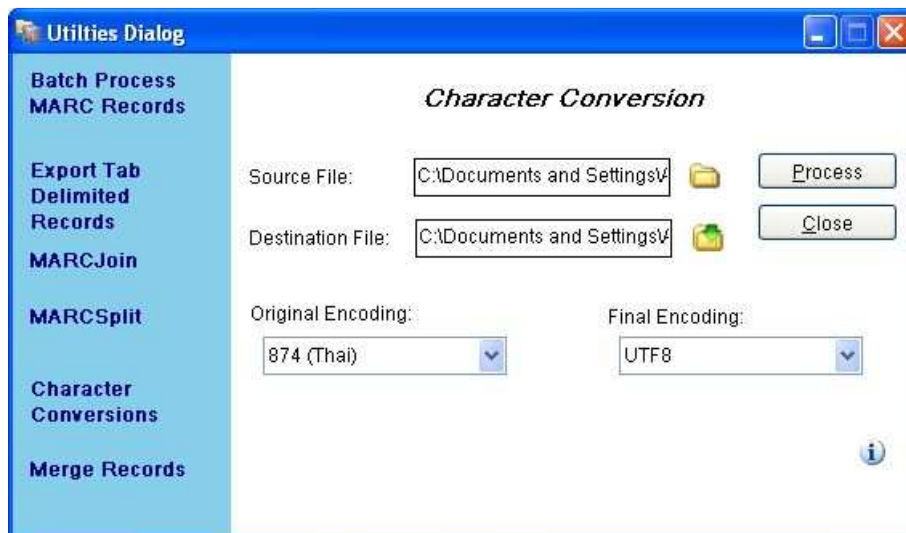 Utilties Dialog
Batch Process
MARC Records
Export Tab
Delimited
Records
MARCJoin
MARCSplit
Character
Conversions
Merge Records
Character Conversion
Source File:
C:\Documents and Settings\
Process
Destination File:
C:\Documents and Settings\
Close
Original Encoding:
Final Encoding:
874 (Thai)
UTF8